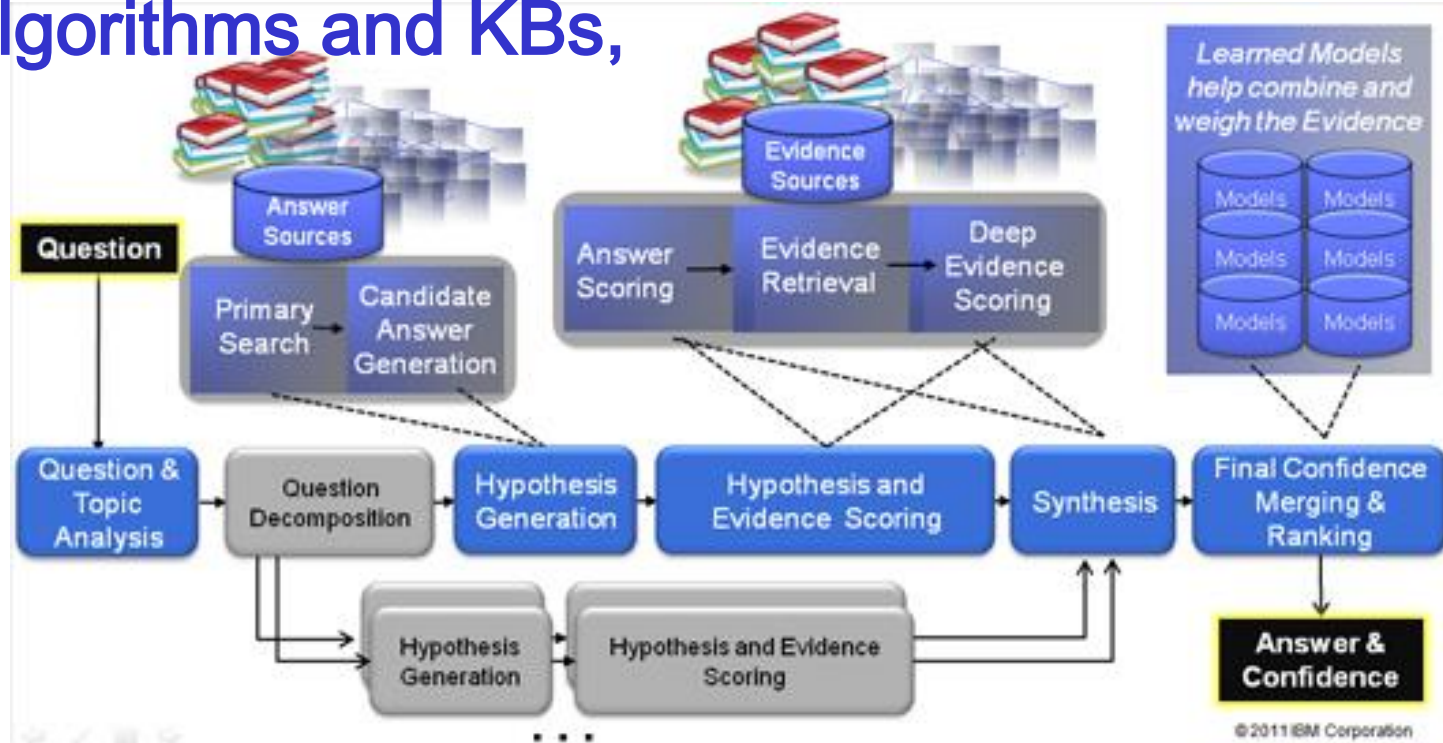 lgorithms and KBs,
Learned Models
help combine and
weigh the Evidence
Models Models
Models Models
Models Models
Answer
Sources
Evidence
Sources
Question
Primary
Search
Candidate
Answer
Generation
Answer
Scoring
Evidence
Retrieval
Deep
Evidence
Scoring
Question &
Topic
Analysis
Question
Decomposition
Hypothesis
Generation
Hypothesis and
Evidence Scoring
Synthesis
Final Confidence
Merging &
Ranking
Hypothesis
Generation
Hypothesis and Evidence
Scoring
Answer &
Confidence
. . .
©2011 IBM Corporation